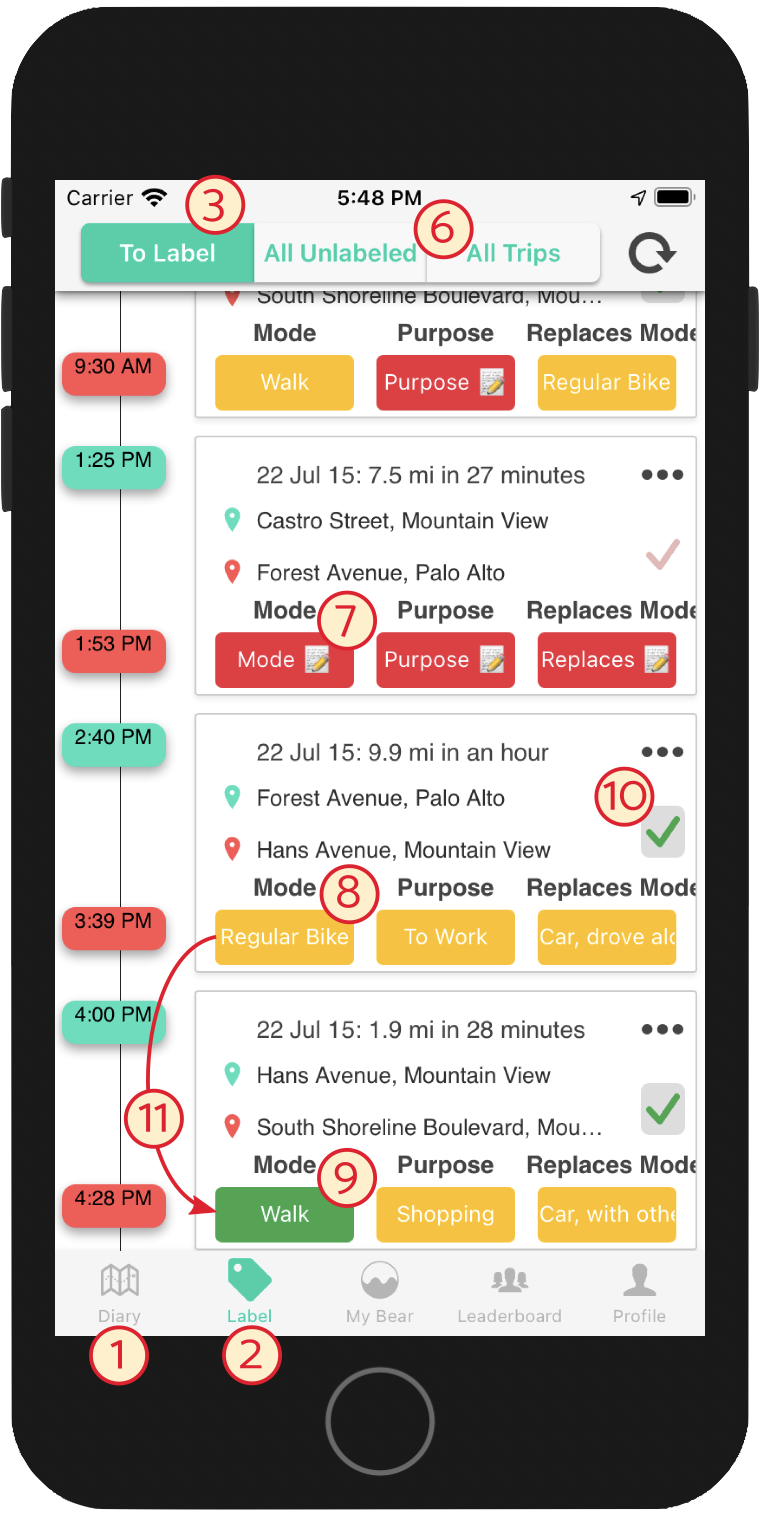 Carrier 5:48 PM
3
6
To Label All Unlabeled All Trips
South Shoreline Boulevard, Mou...
Mode Purpose Replaces Mode
9:30 AM
Walk Purpose Regular Bike
1:25 PM
22 Jul 15: 7.5 mi in 27 minutes
Castro Street, Mountain View
Forest Avenue, Palo Alto
Mode Purpose Replaces Mode
7
1:53 PM
Mode Purpose Replaces
2:40 PM
22 Jul 15: 9.9 mi in an hour
10
Forest Avenue, Palo Alto
Hans Avenue, Mountain View
Mode Purpose Replaces Mode
8
3:39 PM
Regular Bike To Work Car, drove alo
4:00 PM
22 Jul 15: 1.9 mi in 28 minutes
Hans Avenue, Mountain View
11
South Shoreline Boulevard, Mou...
Mode Purpose Replaces Mode
9
4:28 PM
Walk Shopping Car, with othe
Diary Label My Bear Leaderboard Profile
1 2